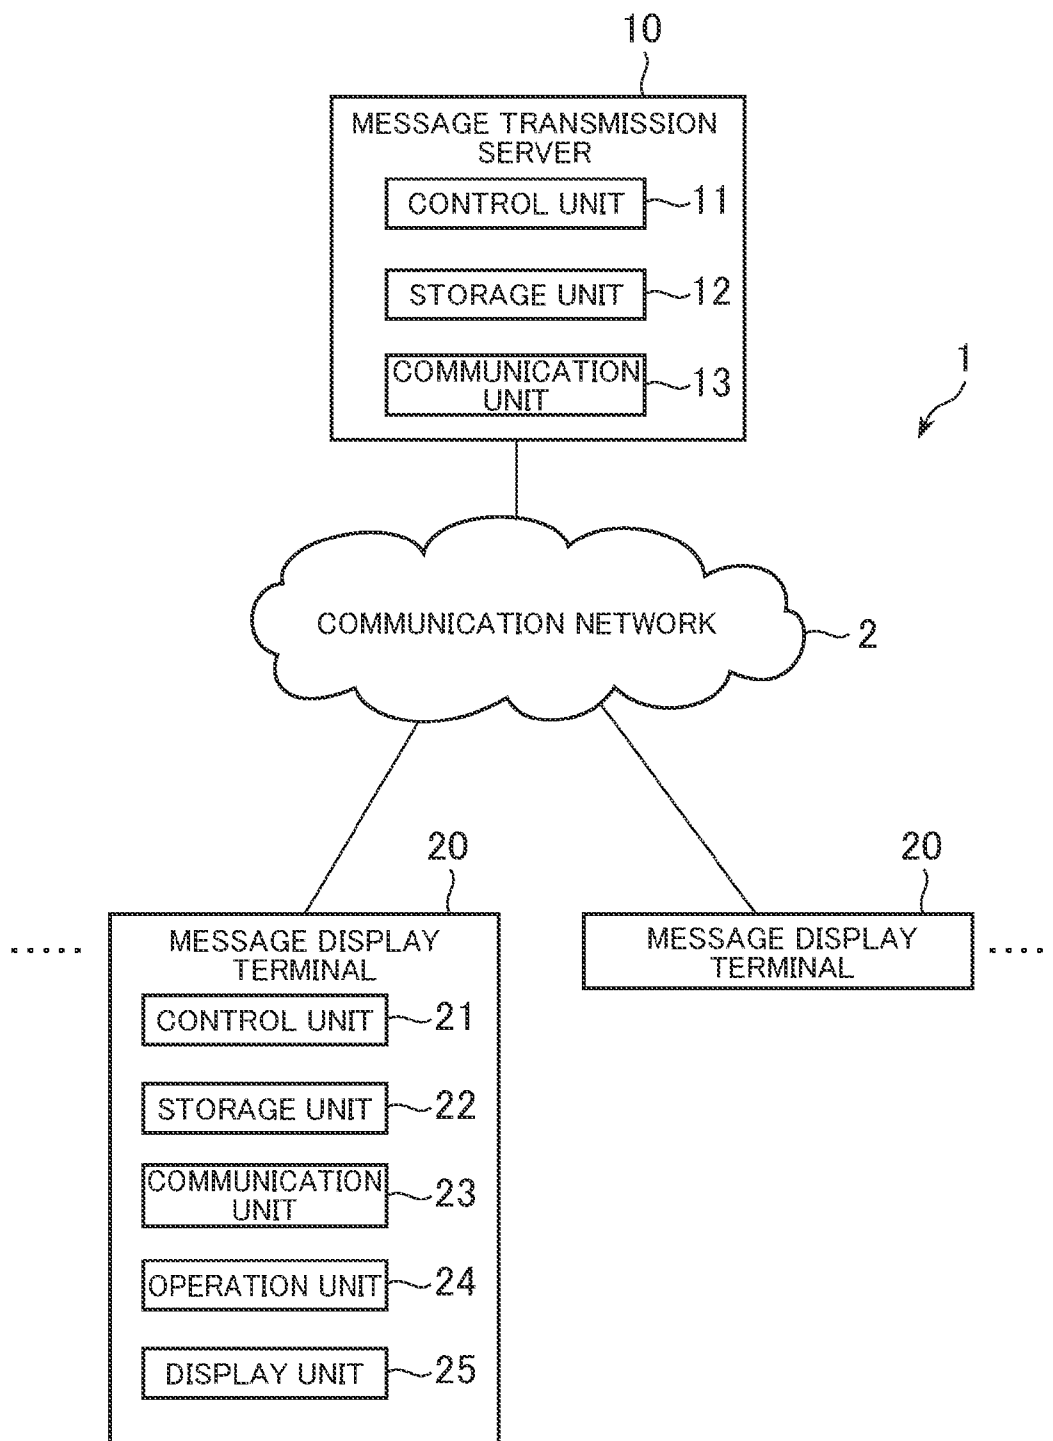 10
MESSAGE TRANSMISSION
SERVER
CONTROL UNIT 11
STORAGE UNIT 12
COMMUNICATION
UNIT 13
1
COMMUNICATION NETWORK 2
20
MESSAGE DISPLAY
TERMINAL
CONTROL UNIT 21
STORAGE UNIT 22
COMMUNICATION
UNIT 23
OPERATION UNIT 24
DISPLAY UNIT 25
20
MESSAGE DISPLAY
TERMINAL